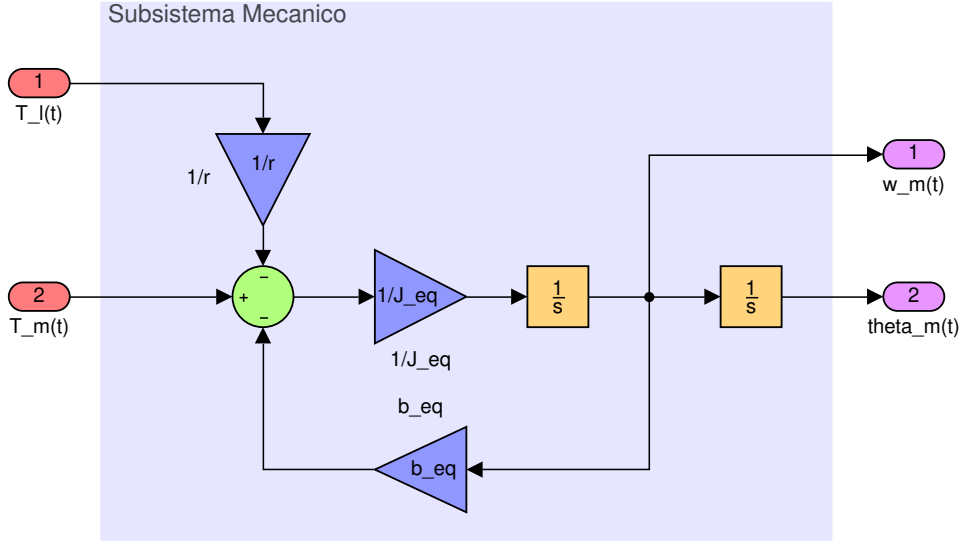 Subsistema Mecanico
1
T_l(t)
1/r
1/r
1
w_m(t)
2
T_m(t)
−
+
−
1/J_eq
1/J_eq
1
s
1
s
2
theta_m(t)
b_eq
b_eq